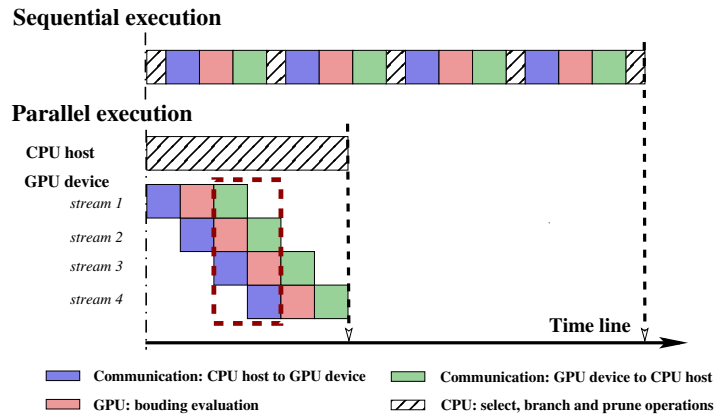 Sequential execution
Parallel execution
CPU host
GPU device
stream 1
stream 2
stream 3
stream 4
Time line
Communication: CPU host to GPU device
Communication: GPU device to CPU host
GPU: bouding evaluation
CPU: select, branch and prune operations